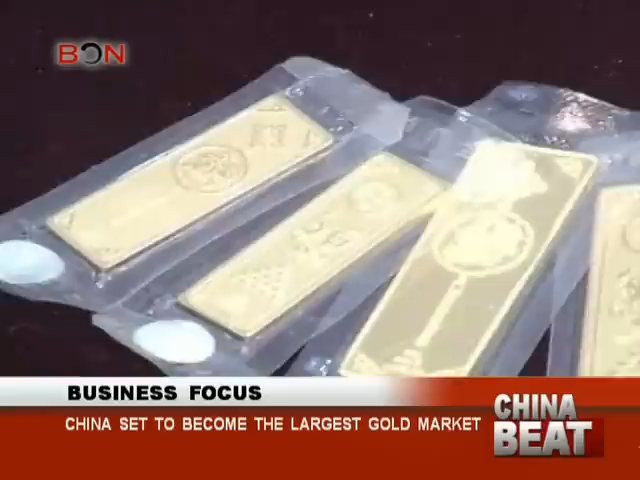 BON
BUSINESS FOCUS
CHINA SET TO BECOME THE LARGEST GOLD MARKET
CHINA
BEAT